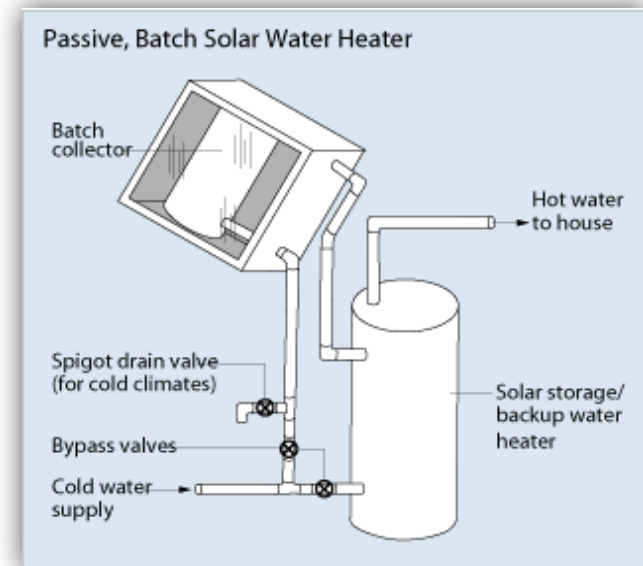 Passive, Batch Solar Water Heater
Batch
collector
Hot water
to house
Spigot drain valve
(for cold climates)
Solar storage/
backup water
heater
Bypass valves
Cold water
supply